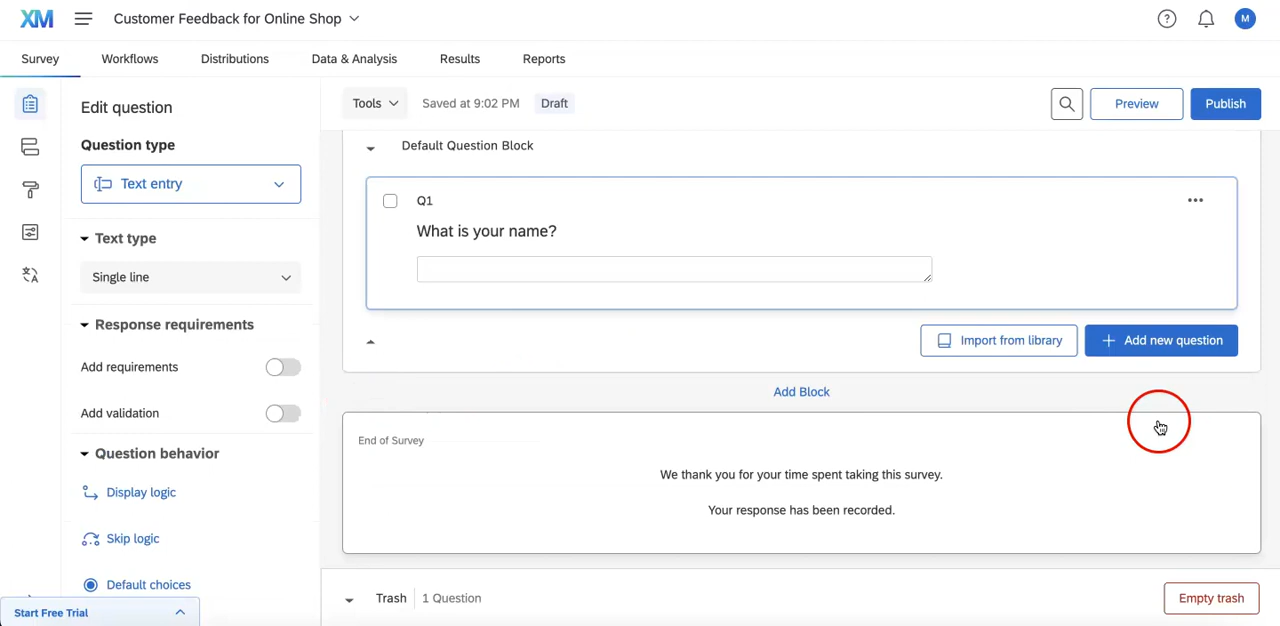 XM
Customer Feedback for Online Shop
?
M
Survey
Workflows
Distributions
Data & Analysis
Results
Reports
Edit question
Tools
Saved at 9:02 PM
Draft
Preview
Publish
Question type
Text entry
Default Question Block
Q1
What is your name?
Text type
Single line
Response requirements
Add requirements
Add validation
Import from library
Add new question
Add Block
Question behavior
Display logic
Skip logic
Default choices
End of Survey
We thank you for your time spent taking this survey.
Your response has been recorded.
Start Free Trial
Trash
1 Question
Empty trash